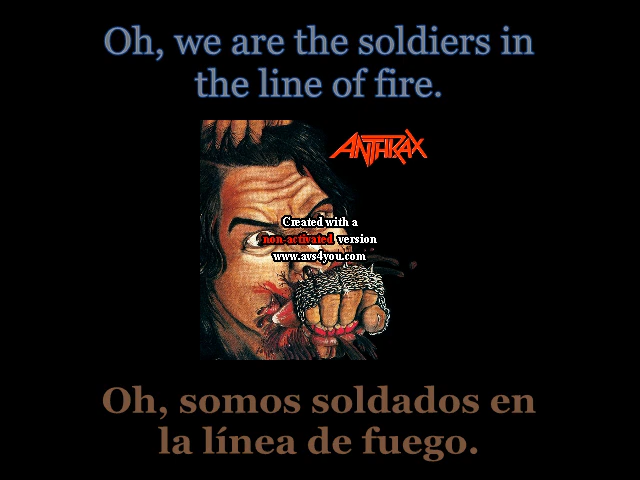 Oh, we are the soldiers in
the line of fire.
ANTHRAX
Created with a
non-activated version
www.avs4you.com
Oh, somos soldados en
la línea de fuego.